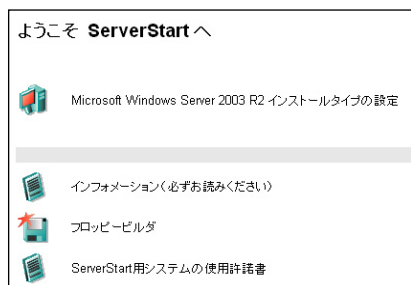 ようこそ ServerStart へ
Microsoft Windows Server 2003 R2 インストールタイプの設定
インフォメーション(必ずお読みください)
フロッピービルダ
ServerStart用システムの使用許諾書